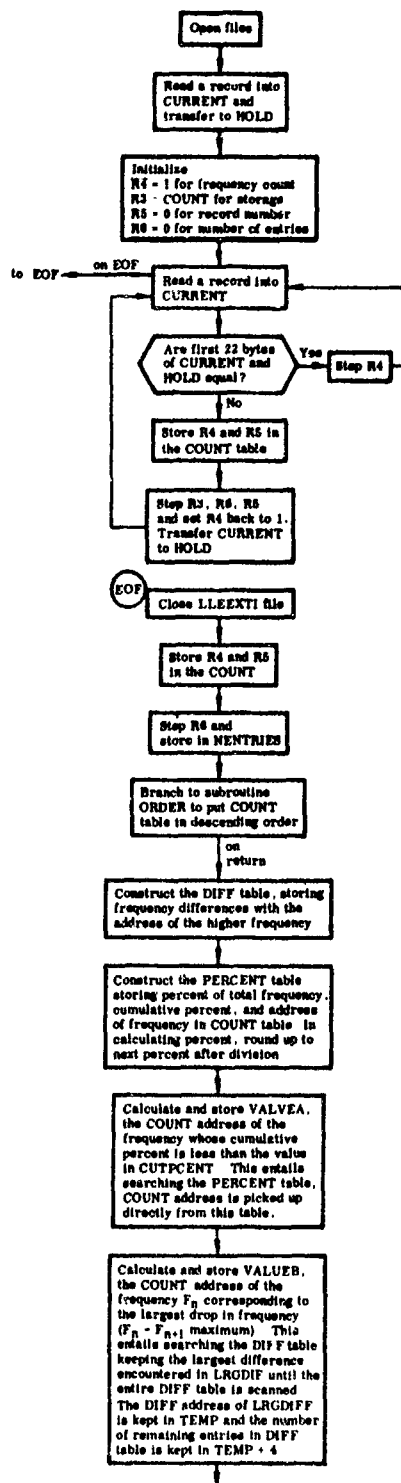 Open files
Read a record into
CURRENT and
transfer to HOLD
Initialize
R4 - 1 for frequency count
R3 - COUNT for storage
R5 = 0 for record number
R6 = 0 for number of entries
to EOF
on EOF
Read a record into
CURRENT
Are first 22 bytes
of CURRENT and
HOLD equal?
Yes
Step R4
No
Store R4 and R5 in
the COUNT table
Step R3, R6, R5
and set R4 back to 1.
Transfer CURRENT
to HOLD
EOF
Close LLEEXTI file
Store R4 and R5
in the COUNT
Step R6 and
store in NENTRIES
Branch to subroutine
ORDER to put COUNT
table in descending order
on
return
Construct the DIFF table, storing
frequency differences with the
address of the higher frequency
Construct the PERCENT table
storing percent of total frequency,
cumulative percent, and address
of frequency in COUNT table In
calculating percent, round up to
next percent after division
Calculate and store VALVEA,
the COUNT address of the
frequency whose cumulative
percent is less than the value
in CUTPCENT This entails
searching the PERCENT table,
COUNT address is picked up
directly from this table.
Calculate and store VALUEB,
the COUNT address of the
frequency Fn corresponding to
the largest drop in frequency
(Fn - Fn+1 maximum) This
entails searching the DIFF table
keeping the largest difference
encountered in LRGDIF until the
entire DIFF table is scanned
The DIFF address of LRGDIFF
is kept in TEMP and the number
of remaining entries in DIFF
table is kept in TEMP + 4